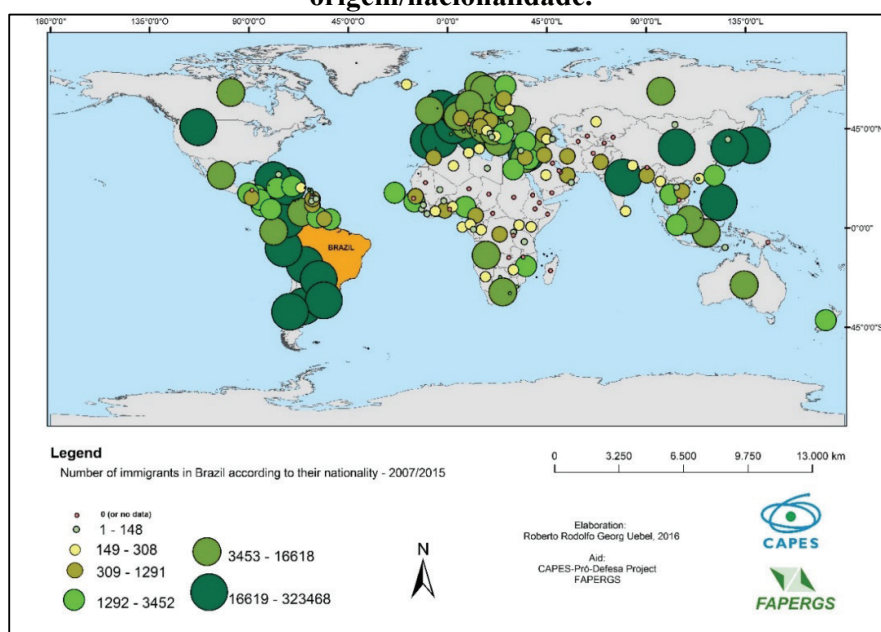 origem/nacionalidade.
180°0'0" 90°0'0"W 45°0'0"W 0°0'0" 45°0'0"E 90°0'0"E 135°0'0"E
45°0'0"N
BRAZIL
0°0'0"
45°0'0"S
Legend
Number of immigrants in Brazil according to their nationality - 2007/2015
0 (or no data)
1 - 148
149 - 308
309 - 1291
1292 - 3452
3453 - 16618
16619 - 323468
N
0 3.250 6.500 9.750 13.000 km
Elaboration:
Roberto Rodolfo Georg Uebel, 2016
Aid:
CAPES-Pró-Defesa Project
FAPERGS
CAPES
FAPERGS